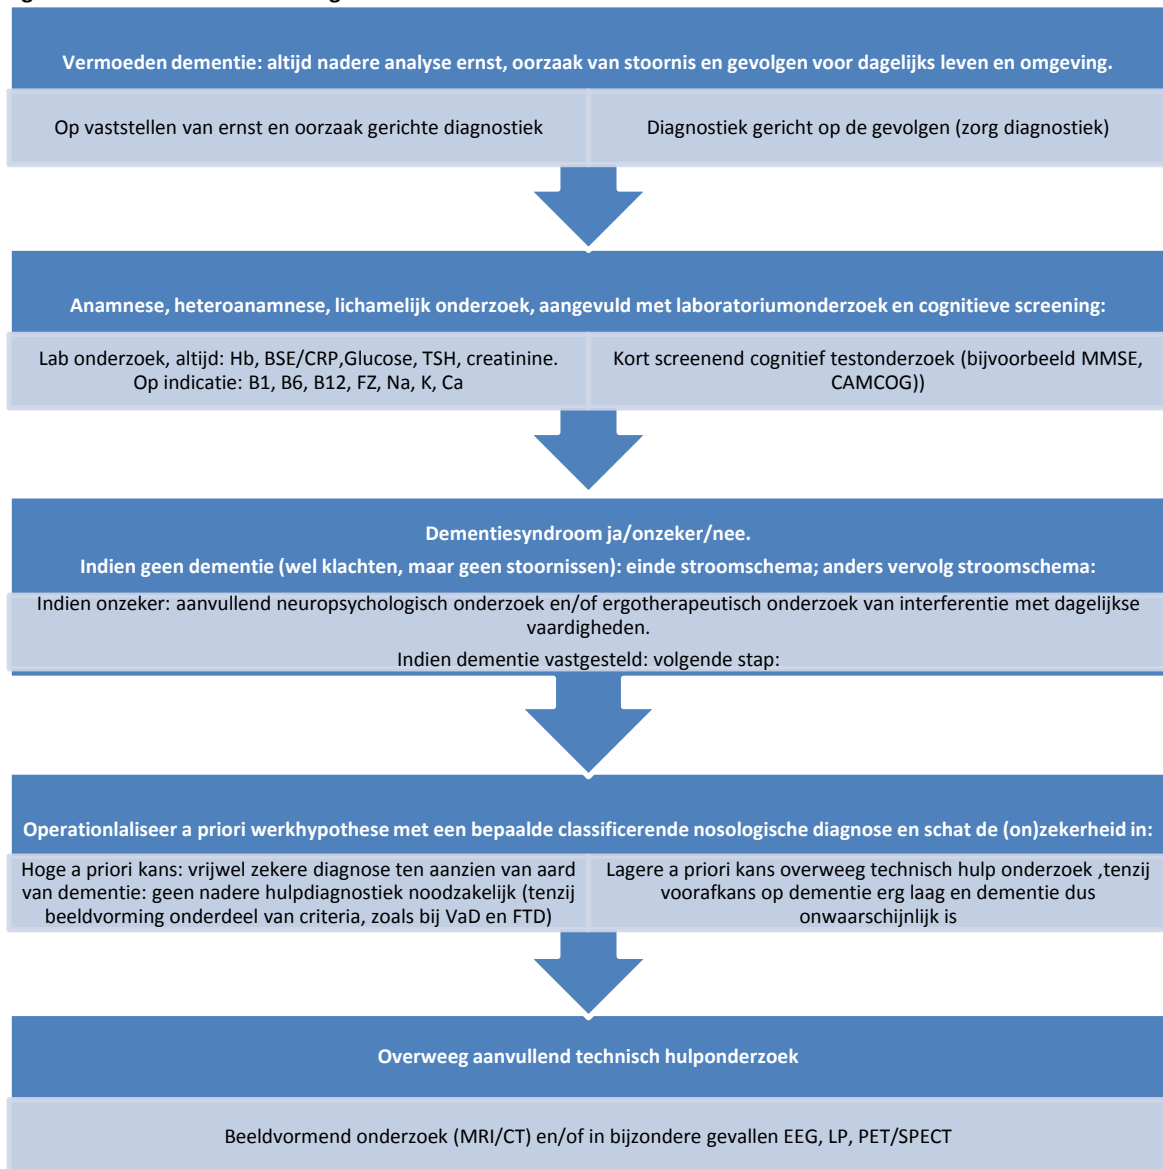 Vermoeden dementie: altijd nadere analyse ernst, oorzaak van stoornis en gevolgen voor dagelijks leven en omgeving.
Op vaststellen van ernst en oorzaak gerichte diagnostiek
Diagnostiek gericht op de gevolgen (zorg diagnostiek)
Anamnese, heteroanamnese, lichamelijk onderzoek, aangevuld met laboratoriumonderzoek en cognitieve screening:
Lab onderzoek, altijd: Hb, BSE/CRP,Glucose, TSH, creatinine.
Op indicatie: B1, B6, B12, FZ, Na, K, Ca
Kort screenend cognitief testonderzoek (bijvoorbeeld MMSE,
CAMCOG))
Dementiesyndroom ja/onzeker/nee.
Indien geen dementie (wel klachten, maar geen stoornissen): einde stroomschema; anders vervolg stroomschema:
Indien onzeker: aanvullend neuropsychologisch onderzoek en/of ergotherapeutisch onderzoek van interferentie met dagelijkse
vaardigheden.
Indien dementie vastgesteld: volgende stap:
Operationlaliseer a priori werkhypothese met een bepaalde classificerende nosologische diagnose en schat de (on)zekerheid in:
Hoge a priori kans: vrijwel zekere diagnose ten aanzien van aard
van dementie: geen nadere hulpdiagnostiek noodzakelijk (tenzij
beeldvorming onderdeel van criteria, zoals bij VaD en FTD)
Lagere a priori kans overweeg technisch hulp onderzoek ,tenzij
voorafkans op dementie erg laag en dementie dus
onwaarschijnlijk is
Overweeg aanvullend technisch hulponderzoek
Beeldvormend onderzoek (MRI/CT) en/of in bijzondere gevallen EEG, LP, PET/SPECT